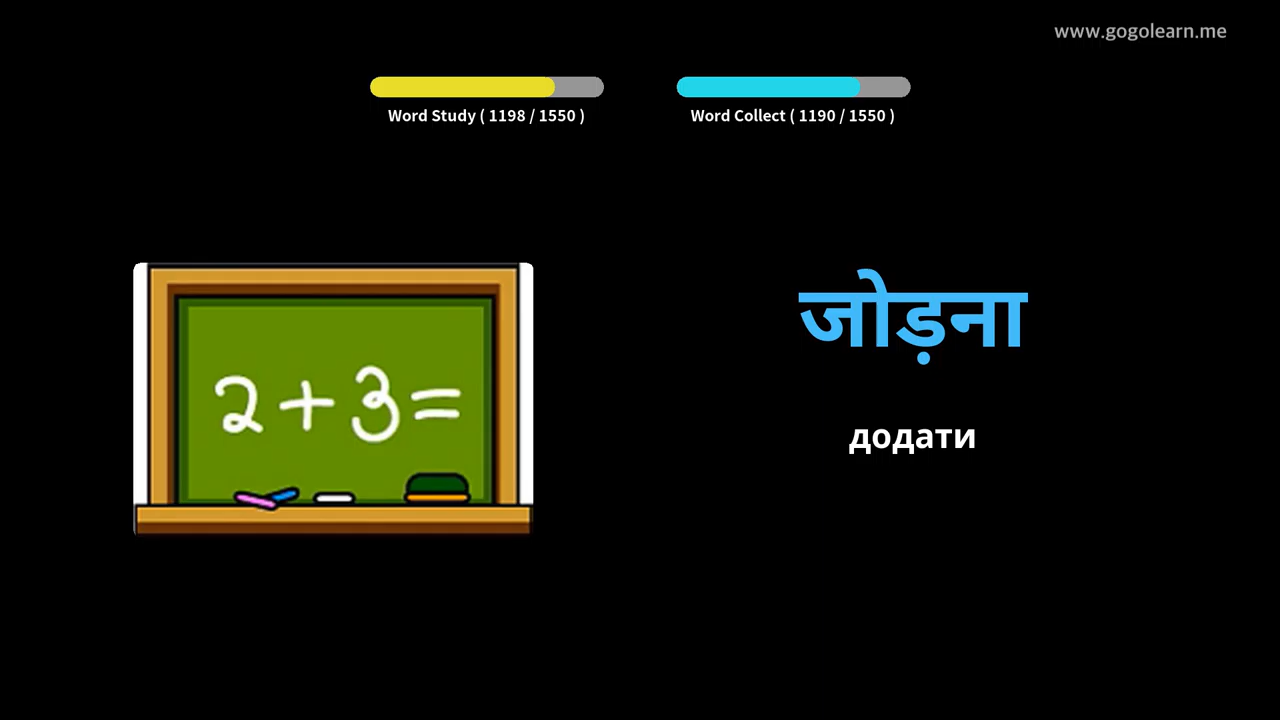 www.gogolearn.me
Word Study ( 1198 / 1550 )
Word Collect ( 1190 / 1550 )
2+3=
जोड़ना
додати